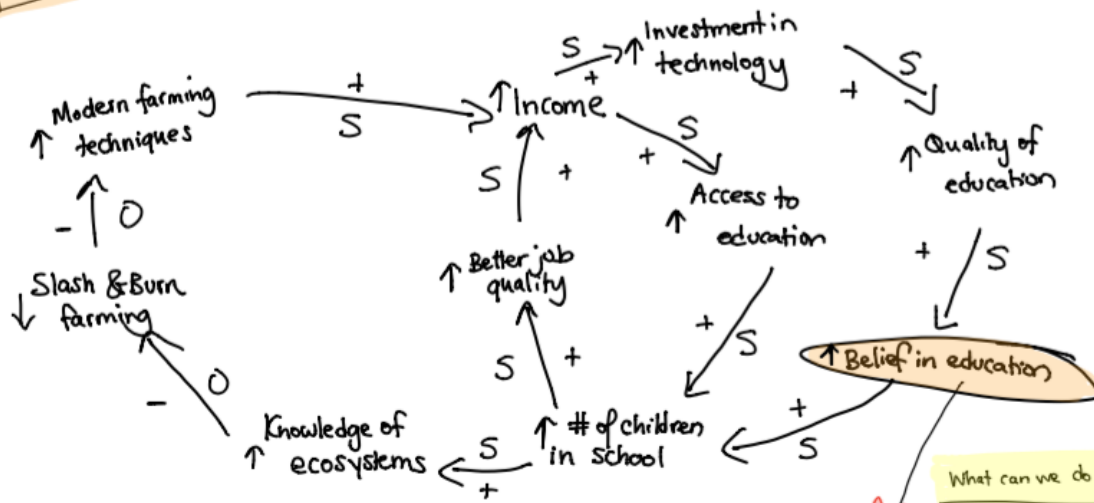 S
↑ Investment in
technology
+
S
+
+
S
↑ Modern farming
techniques
↑ Income
S
+
↑ Quality of
education
S
+
- O
↑ Access to
education
+
S
↑ Better job
quality
↓ Slash & Burn
farming
+
S
↑ Belief in education
S
+
O
-
+
S
↑ Knowledge of
ecosystems
S
+
↑ # of children
in school
What can we do